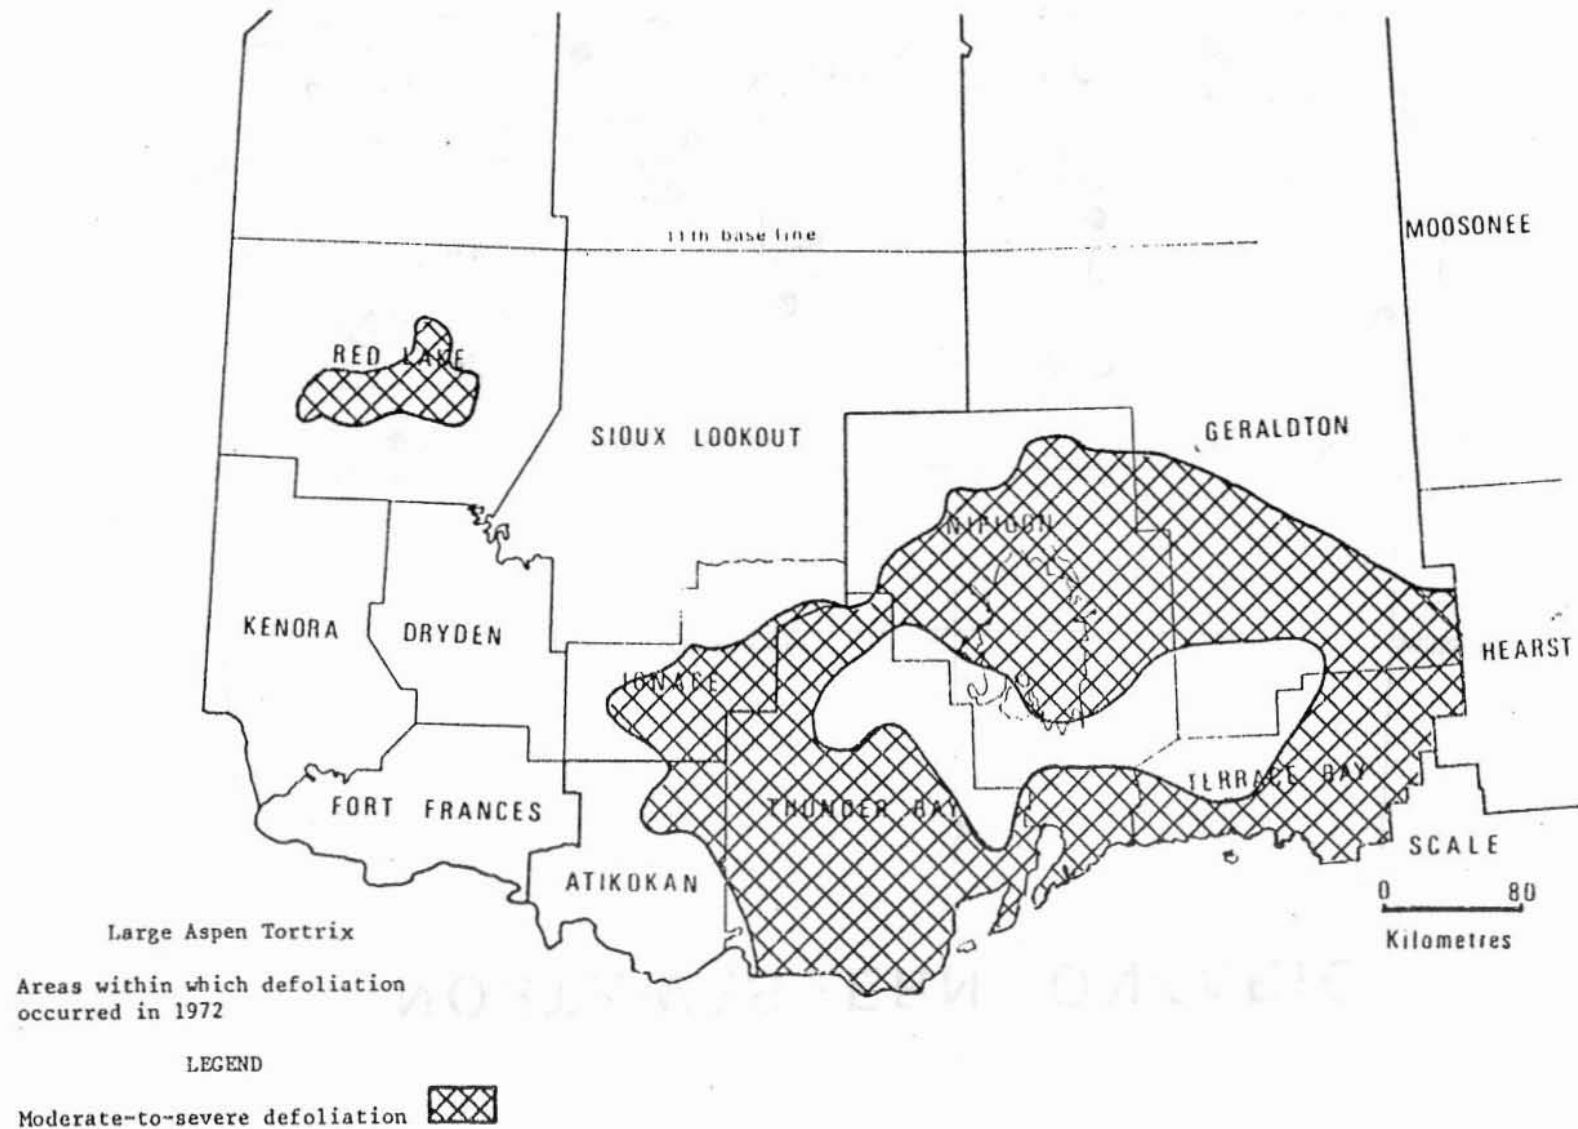 11th base line
MOOSONEE
RED LAKE
SIOUX LOOKOUT
GERALDTON
NIPIGON
KENORA
DRYDEN
IGNACE
HEARST
FORT FRANCES
THUNDER BAY
TERRACE BAY
ATIKOKAN
SCALE
0 80
Kilometres
Large Aspen Tortrix
Areas within which defoliation
occurred in 1972
LEGEND
Moderate-to-severe defoliation